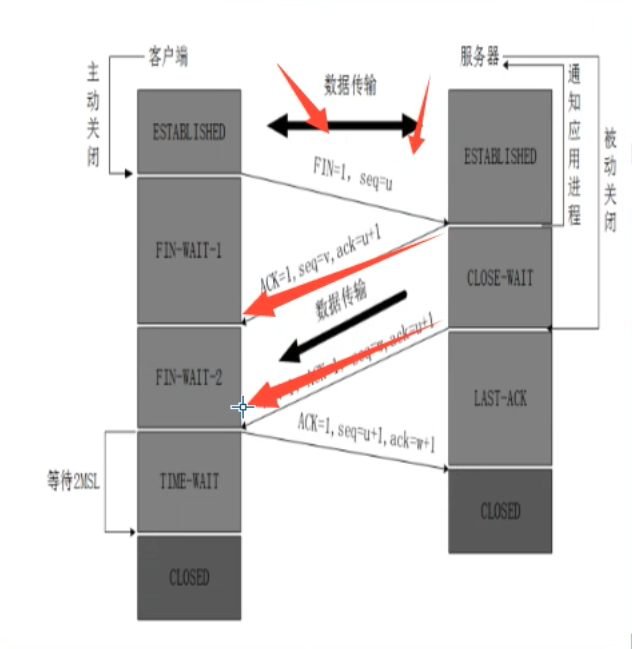 客户端
服务器
主动关闭
数据传输
通知应用进程
被动关闭
ESTABLISHED
ESTABLISHED
FIN=1, seq=u
FIN-WAIT-1
ACK=1,seq=v,ack=u+1
CLOSE-WAIT
数据传输
FIN-WAIT-2
ack=u+1
LAST-ACK
ACK=1,seq=u+1,ack=w+1
等待2MSL
TIME-WAIT
CLOSED
CLOSED